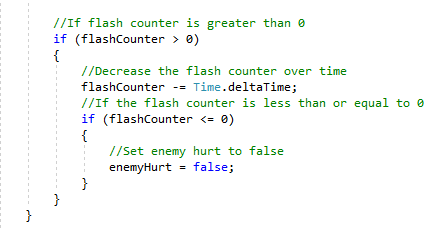 //If flash counter is greater than 0
if (flashCounter > 0)
{
//Decrease the flash counter over time
flashCounter -= Time.deltaTime;
//If the flash counter is less than or equal to 0
if (flashCounter <= 0)
{
//Set enemy hurt to false
enemyHurt = false;
}
}
}